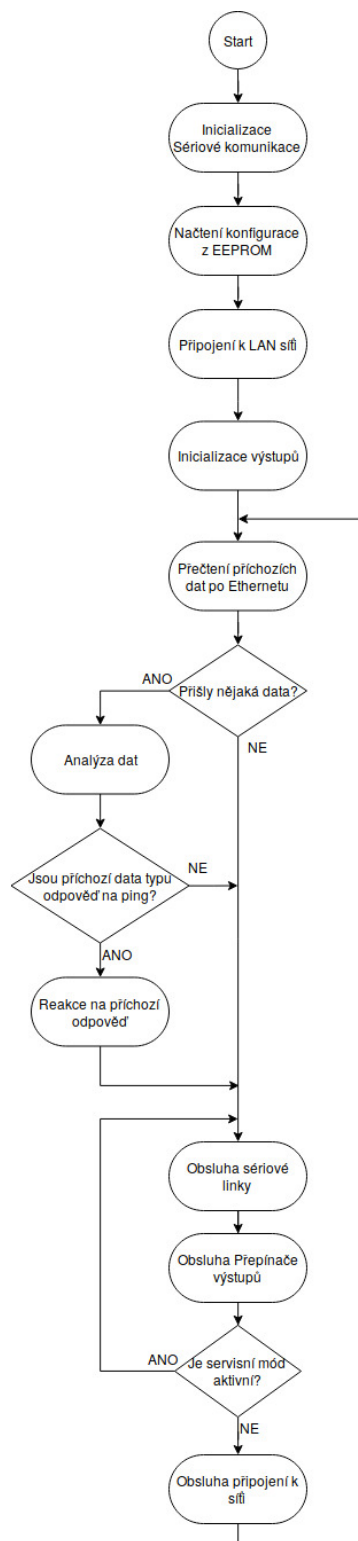 Start
Inicializace
Sériové komunikace
Načtení konfigurace
z EEPROM
Připojení k LAN síťi
Inicializace výstupů
Přečtení příchozích
dat po Ethernetu
Přišly nějaká data?
ANO
NE
Analýza dat
Jsou příchozí data typu
odpověď na ping?
NE
ANO
Reakce na příchozí
odpověď
Obsluha sériové
linky
Obsluha Přepínače
výstupů
Je servisní mód
aktivní?
ANO
NE
Obsluha připojení k
síťi